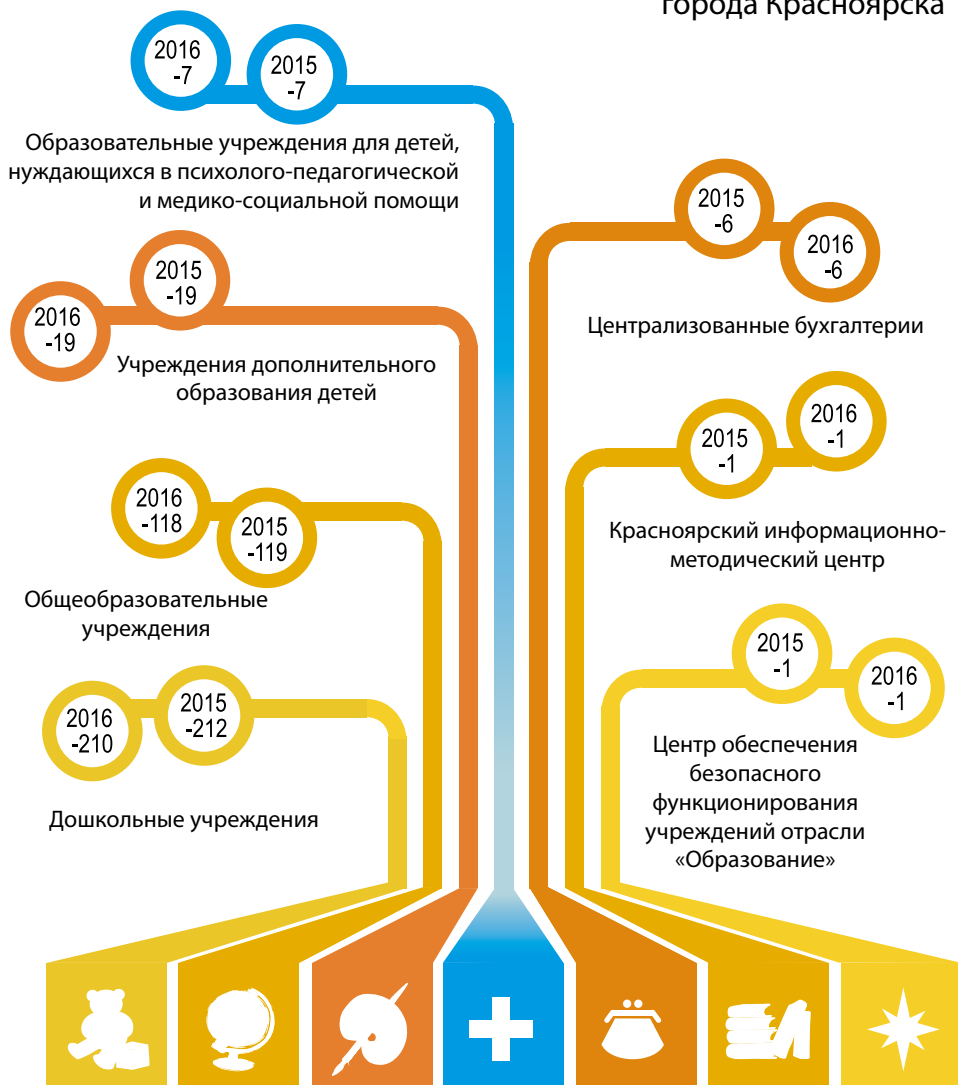 города Красноярска
2016
-7
2015
-7
Образовательные учреждения для детей,
нуждающихся в психолого-педагогической
и медико-социальной помощи
2015
-6
2016
-6
Централизованные бухгалтерии
2015
-19
2016
-19
Учреждения дополнительного
образования детей
2015
-1
2016
-1
Красноярский информационно-
методический центр
2016
-118
2015
-119
Общеобразовательные
учреждения
2015
-1
2016
-1
Центр обеспечения
безопасного
функционирования
учреждений отрасли
«Образование»
2016
-210
2015
-212
Дошкольные учреждения